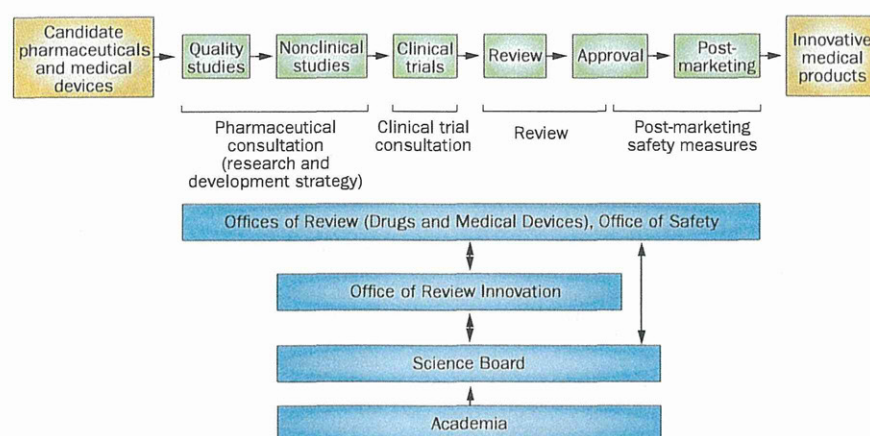 Candidate
pharmaceuticals
and medical
devices
Quality
studies
Nonclinical
studies
Clinical
trials
Review
Approval
Post-
marketing
Innovative
medical
products
Pharmaceutical
consultation
(research and
development strategy)
Clinical trial
consultation
Review
Post-marketing
safety measures
Offices of Review (Drugs and Medical Devices), Office of Safety
Office of Review Innovation
Science Board
Academia